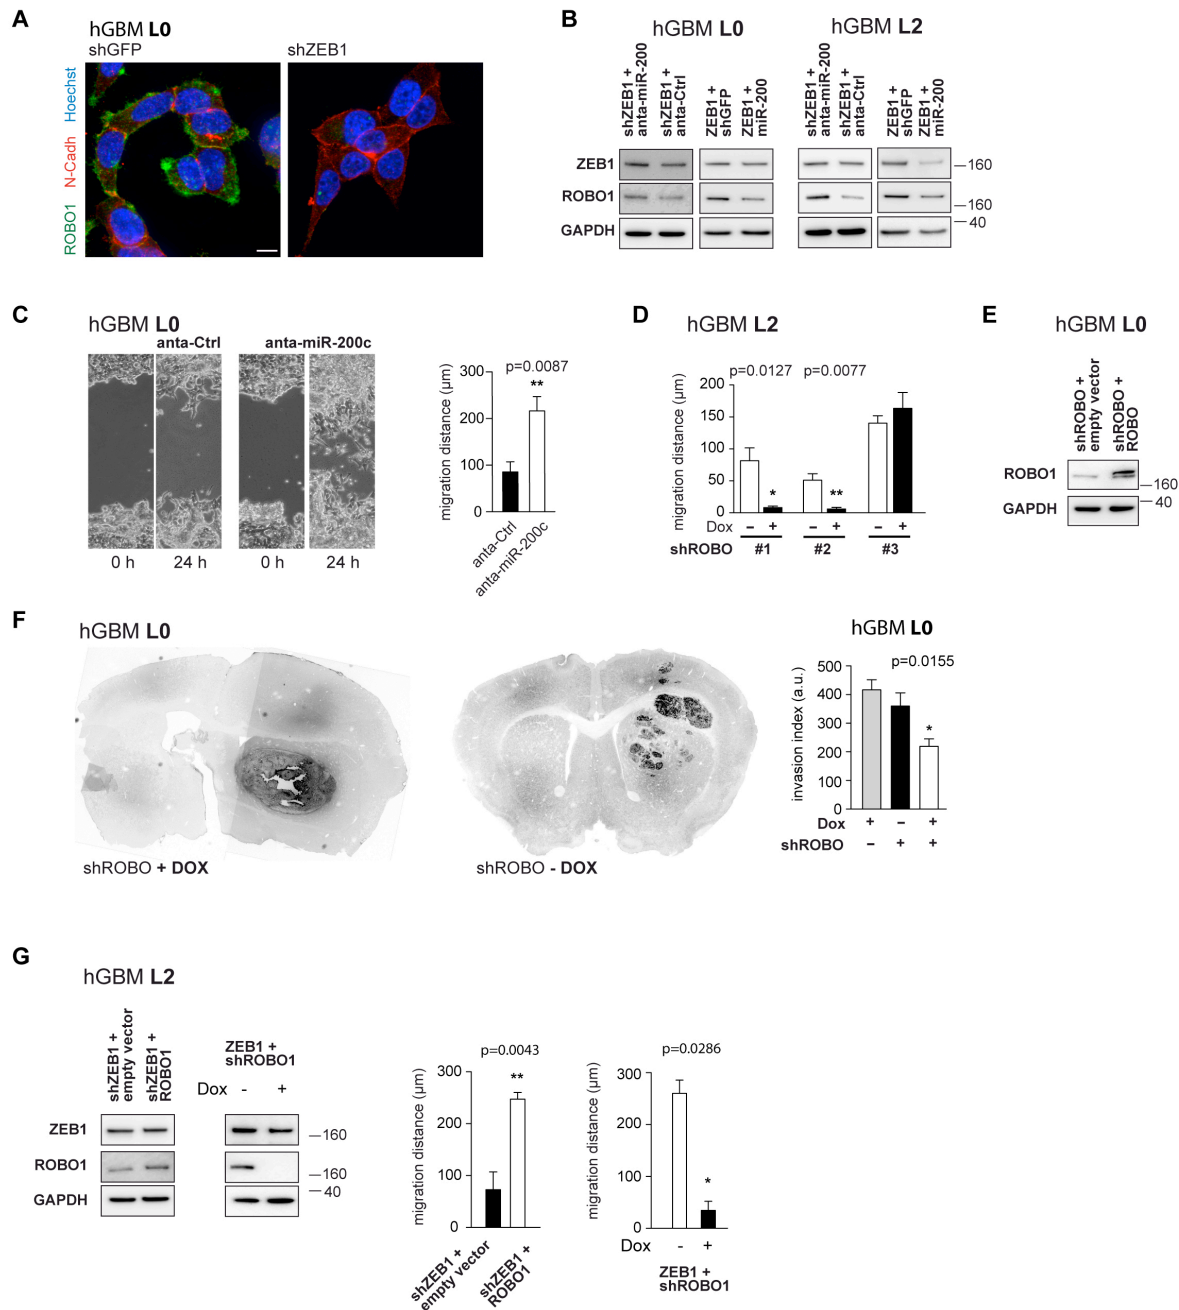 A
hGBM L0
shGFP
shZEB1
ROBO1 N-Cadh Hoechst
B
hGBM L0
hGBM L2
shZEB1 +
anta-miR-200
shZEB1 +
anta-Ctrl
ZEB1 +
shGFP
ZEB1 +
miR-200
shZEB1 +
anta-miR-200
shZEB1 +
anta-Ctrl
ZEB1 +
shGFP
ZEB1 +
miR-200
ZEB1
—160
ROBO1
—160
—40
GAPDH
C
hGBM L0
anta-Ctrl
anta-miR-200c
0 h
24 h
0 h
24 h
p=0.0087
**
migration distance (µm)
300
200
100
0
anta-Ctrl
anta-miR-200c
D
hGBM L2
p=0.0127
p=0.0077
migration distance (µm)
200
150
100
50
0
*
**
Dox – + – + – +
shROBO #1 #2 #3
E
hGBM L0
shROBO +
empty vector
shROBO +
ROBO
ROBO1
—160
—40
GAPDH
F
hGBM L0
shROBO + DOX
shROBO - DOX
hGBM L0
p=0.0155
invasion index (a.u.)
500
400
300
200
100
0
*
Dox + – +
shROBO – + +
G
hGBM L2
shZEB1 +
empty vector
shZEB1 +
ROBO1
ZEB1 +
shROBO1
Dox - +
ZEB1
—160
ROBO1
—160
—40
GAPDH
p=0.0043
**
migration distance (µm)
300
200
100
0
shZEB1 +
empty vector
shZEB1 +
ROBO1
p=0.0286
migration distance (µm)
300
200
100
0
*
Dox - +
ZEB1 +
shROBO1